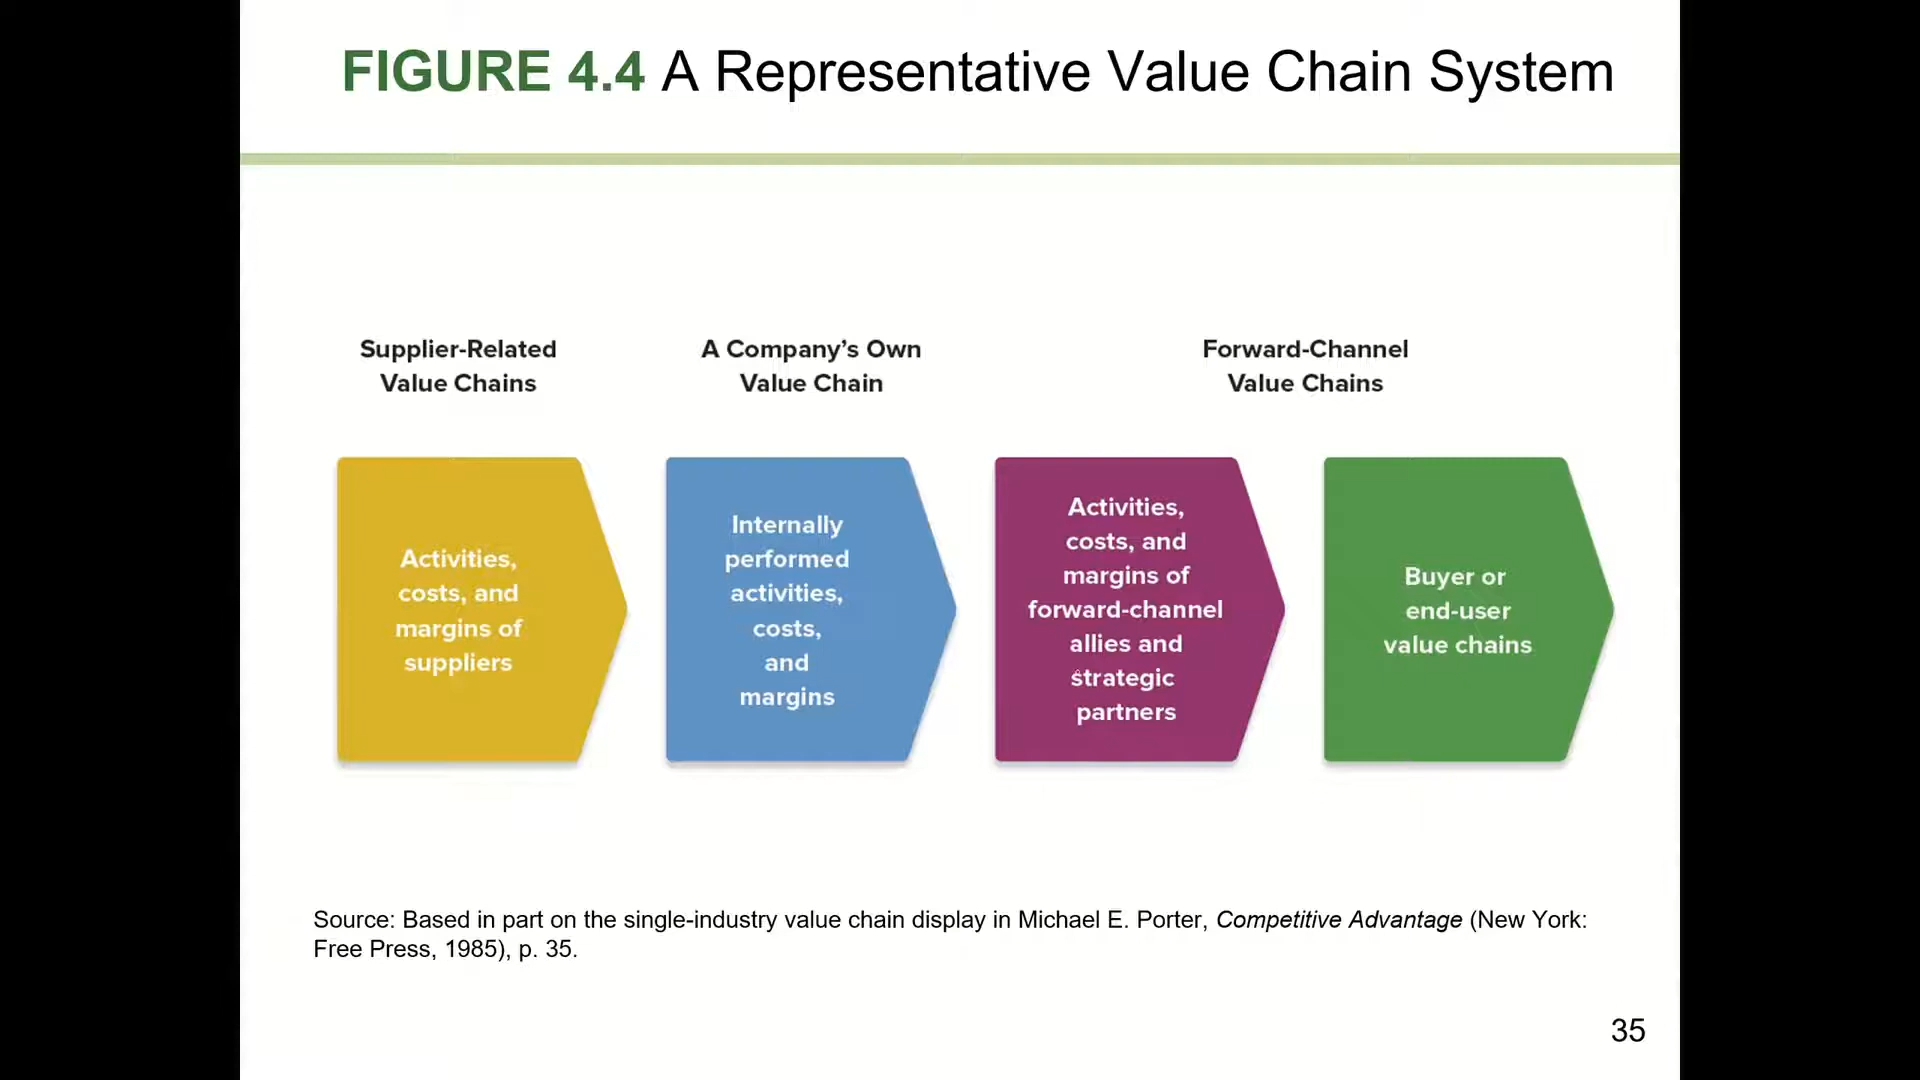 FIGURE 4.4 A Representative Value Chain System
Supplier-Related
Value Chains
A Company’s Own
Value Chain
Forward-Channel
Value Chains
Activities,
costs, and
margins of
suppliers
Internally
performed
activities,
costs,
and
margins
Activities,
costs, and
margins of
forward-channel
allies and
strategic
partners
Buyer or
end-user
value chains
Source: Based in part on the single-industry value chain display in Michael E. Porter, Competitive Advantage (New York:
Free Press, 1985), p. 35.
35